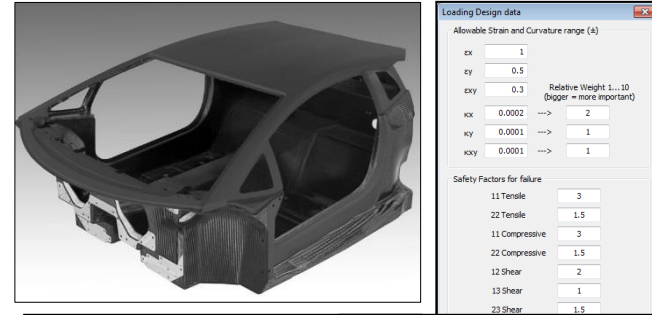 Loading Design data
Allowable Strain and Curvature range (±)
εx 1
εy 0.5
εxy 0.3
Relative Weight 1...10
(bigger = more important)
κx 0.0002 ---> 2
κy 0.0001 ---> 1
κxy 0.0001 ---> 1
Safety Factors for failure
11 Tensile 3
22 Tensile 1.5
11 Compressive 3
22 Compressive 1.5
12 Shear 2
13 Shear 1
23 Shear 1.5